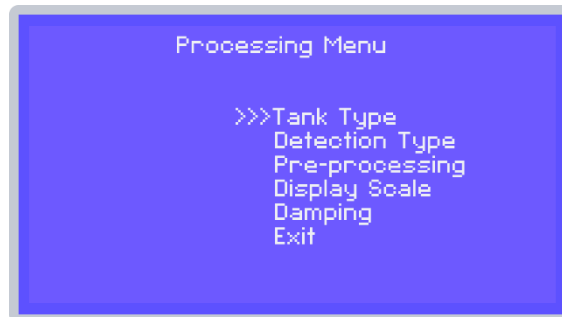 Processing Menu
>>>Tank Type
Detection Type
Pre-processing
Display Scale
Damping
Exit